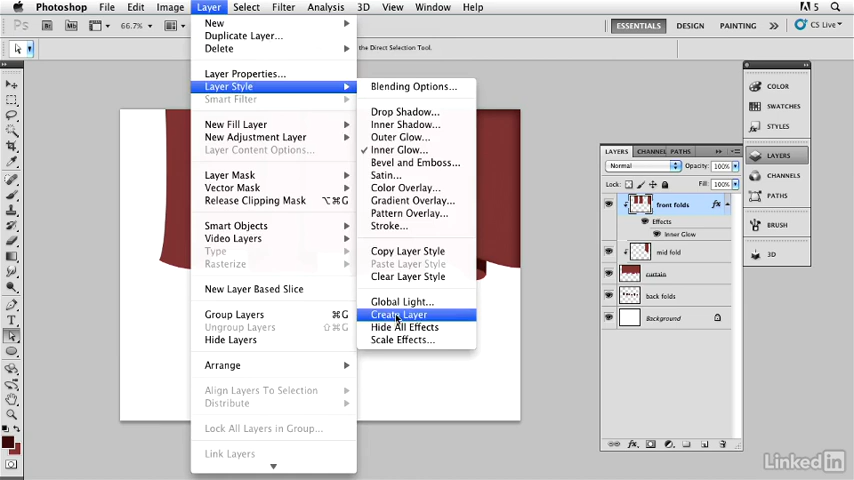 Photoshop File Edit Image Layer Select Filter Analysis 3D View Window Help 5
Ps Mb 66.7% ESSENTIALS DESIGN PAINTING >> CS Live
the Direct Selection Tool.
New
Duplicate Layer...
Delete
Layer Properties...
Layer Style
Smart Filter
New Fill Layer
New Adjustment Layer
Layer Content Options...
Layer Mask
Vector Mask
Release Clipping Mask ⌥⌘G
Smart Objects
Video Layers
Type
Rasterize
New Layer Based Slice
Group Layers ⌘G
Ungroup Layers ⇧⌘G
Hide Layers
Arrange
Align Layers To Selection
Distribute
Lock All Layers in Group...
Link Layers
Blending Options...
Drop Shadow...
Inner Shadow...
Outer Glow...
✓ Inner Glow...
Bevel and Emboss...
Satin...
Color Overlay...
Gradient Overlay...
Pattern Overlay...
Stroke...
Copy Layer Style
Paste Layer Style
Clear Layer Style
Global Light...
Create Layer
Hide All Effects
Scale Effects...
LAYERS CHANNEL PATHS
Normal Opacity: 100%
Lock: Fill: 100%
front folds fx
Effects
Inner Glow
mid fold
curtain
back folds
Background
COLOR
SWATCHES
STYLES
LAYERS
CHANNELS
PATHS
BRUSH
3D
Linked in